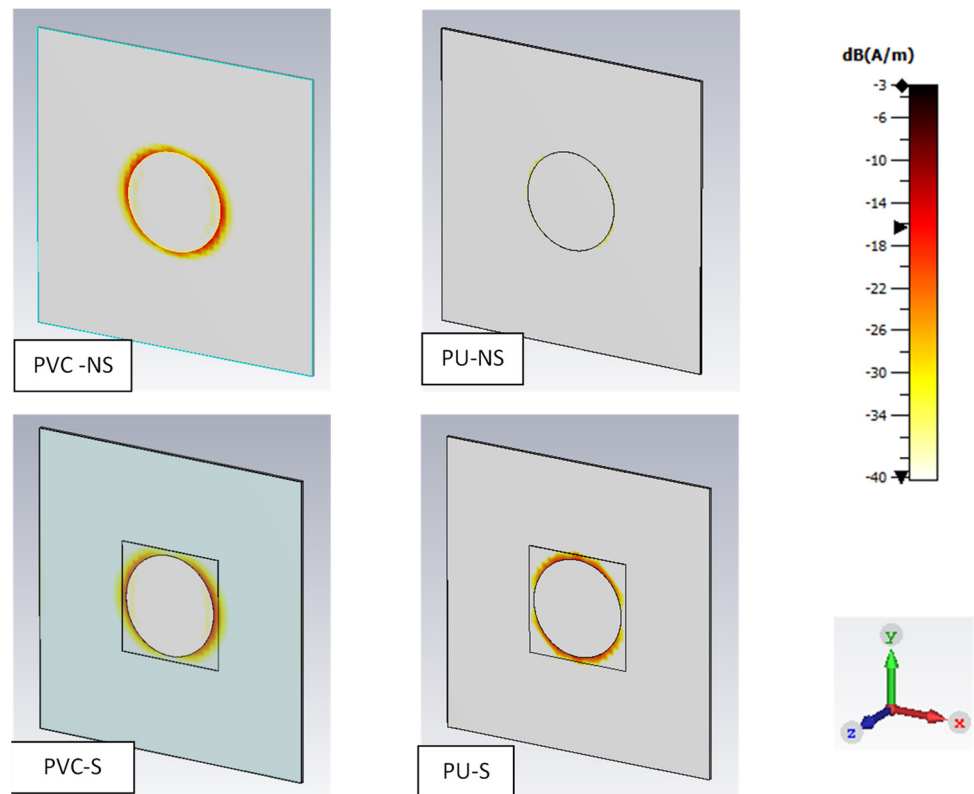 PVC -NS
PU-NS
PVC-S
PU-S
dB(A/m)
-3
-6
-10
-14
-18
-22
-26
-30
-34
-40
y
x
z